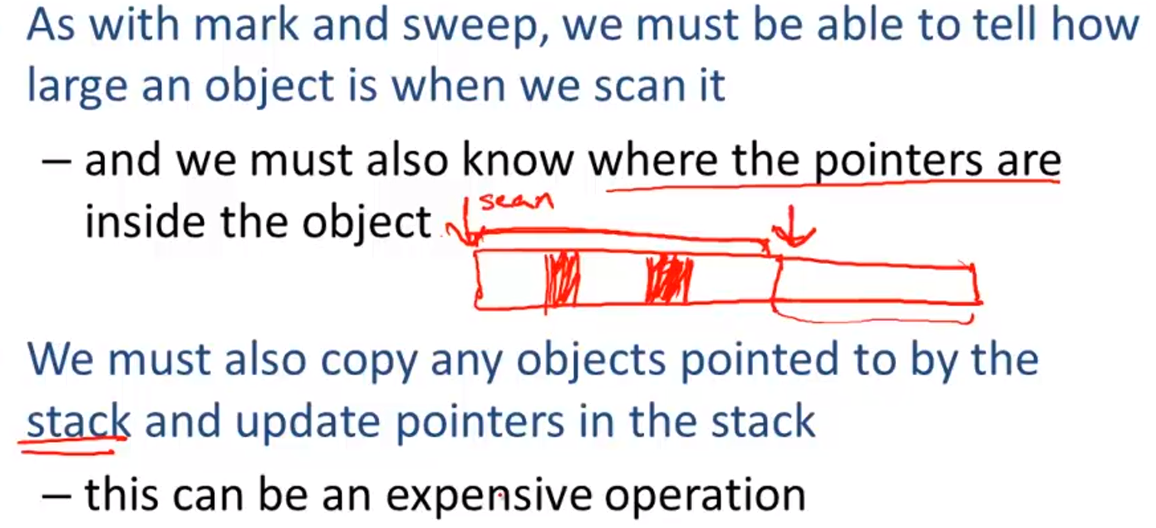 As with mark and sweep, we must be able to tell how
large an object is when we scan it
– and we must also know where the pointers are
inside the object
scan
We must also copy any objects pointed to by the
stack and update pointers in the stack
– this can be an expensive operation